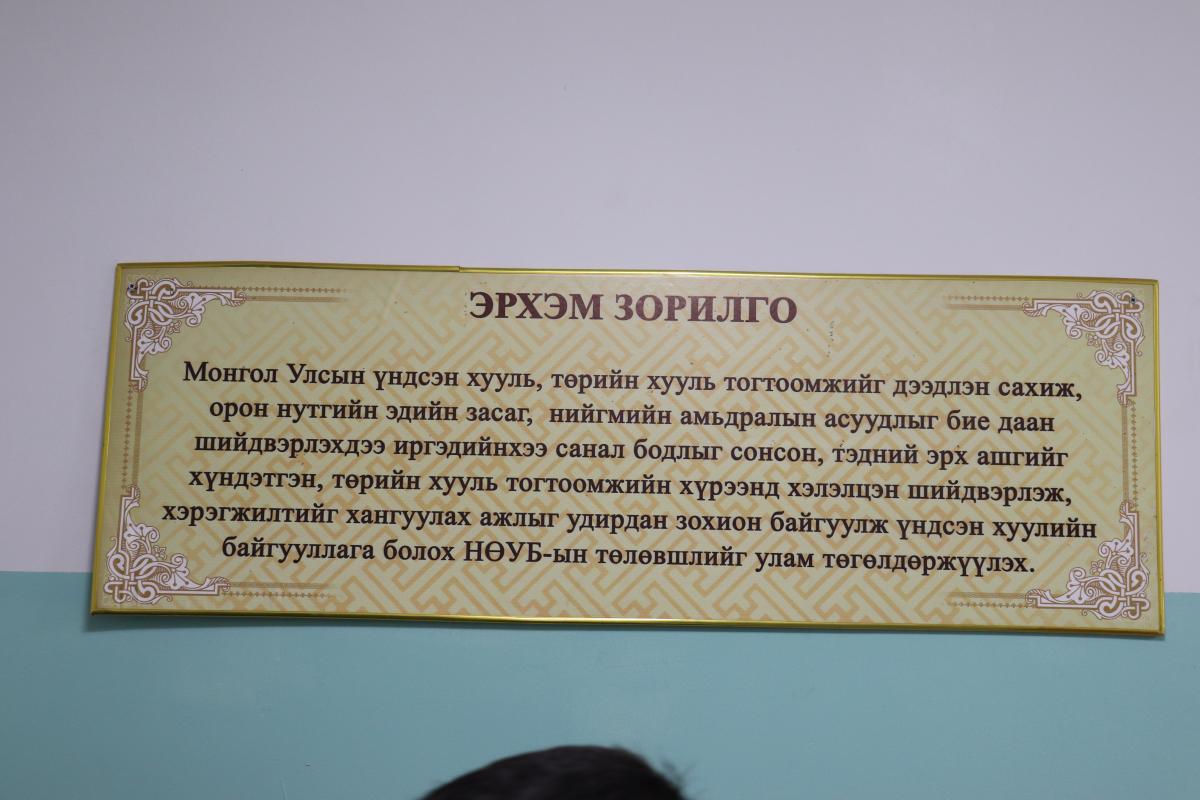 ЭРХЭМ ЗОРИЛГО
Монгол Улсын үндсэн хууль, төрийн хууль тогтоомжийг дээдлэн сахиж,
орон нутгийн эдийн засаг, нийгмийн амьдралын асуудлыг бие даан
шийдвэрлэхдээ иргэдийнхээ санал бодлыг сонсон, тэдний эрх ашгийг
хүндэтгэн, төрийн хууль тогтоомжийн хүрээнд хэлэлцэн шийдвэрлэж,
хэрэгжилтийг хангуулах ажлыг удирдан зохион байгуулж үндсэн хуулийн
байгууллага болох НӨУБ-ын төлөвшлийг улам төгөлдөржүүлэх.